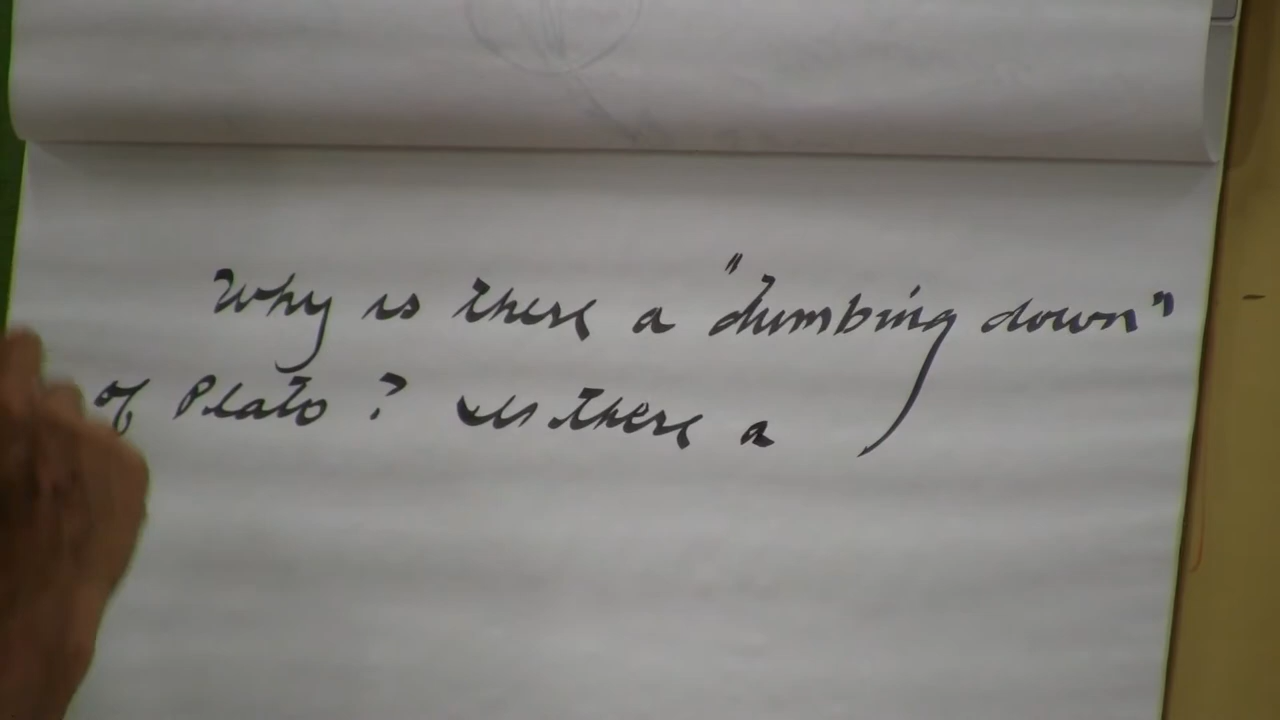 Why is there a "dumbing down"
of Plato? Is there a